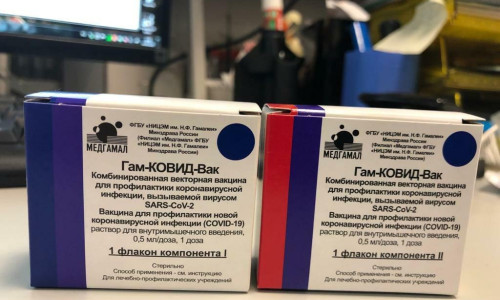 ФГБУ «НИЦЭМ им. Н.Ф. Гамалеи»
Минздрава России
(Филиал «Медгамал» ФГБУ
«НИЦЭМ им. Н.Ф. Гамалеи»
Минздрава России)
МЕДГАМАЛ
Гам-КОВИД-Вак
Комбинированная векторная вакцина
для профилактики коронавирусной
инфекции, вызываемой вирусом
SARS-CoV-2
Вакцина для профилактики новой
коронавирусной инфекции (COVID-19)
раствор для внутримышечного введения,
0,5 мл/доза, 1 доза
1 флакон компонента I
Стерильно
Способ применения - см. инструкцию
Для лечебно-профилактических учреждений
ФГБУ «НИЦЭМ им. Н.Ф. Гамалеи»
Минздрава России
(Филиал «Медгамал» ФГБУ
«НИЦЭМ им. Н.Ф. Гамалеи»
Минздрава России)
МЕДГАМАЛ
Гам-КОВИД-Вак
Комбинированная векторная вакцина
для профилактики коронавирусной
инфекции, вызываемой вирусом
SARS-CoV-2
Вакцина для профилактики новой
коронавирусной инфекции (COVID-19)
раствор для внутримышечного введения,
0,5 мл/доза, 1 доза
1 флакон компонента II
Стерильно
Способ применения - см. инструкцию
Для лечебно-профилактических учреждений